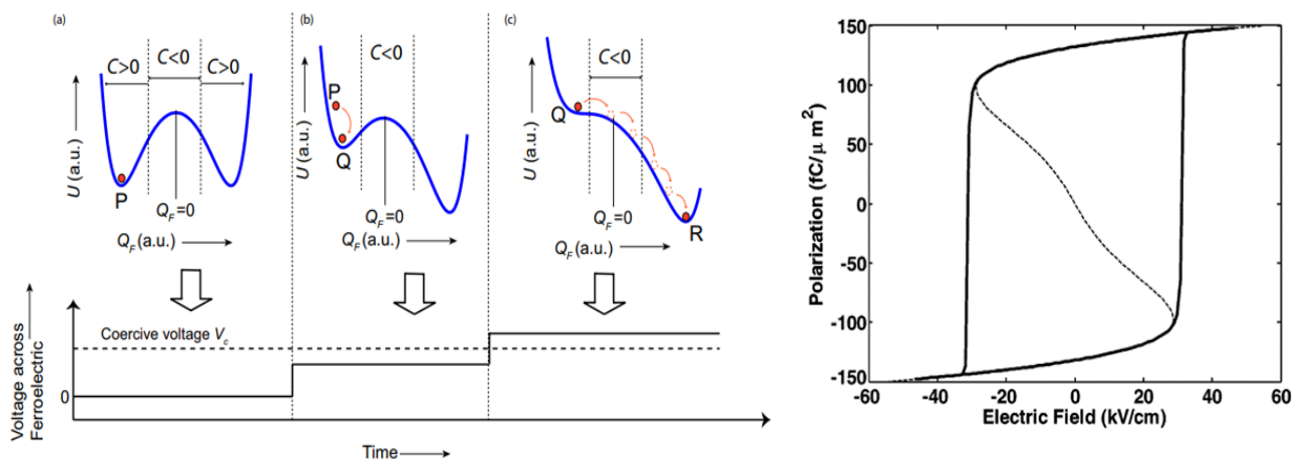 (a)
C>0
C<0
C>0
U (a.u.)
P
Q_F=0
Q_F(a.u.)
(b)
C<0
P
U (a.u.)
Q
Q_F=0
Q_F(a.u.)
(c)
C<0
U (a.u.)
Q
Q_F=0
R
Q_F (a.u.)
Voltage across
Ferroelectric
Coercive voltage V_c
0
Time
Polarization (fC/μ m²)
150
100
50
0
-50
-100
-150
-60
-40
-20
0
20
40
60
Electric Field (kV/cm)